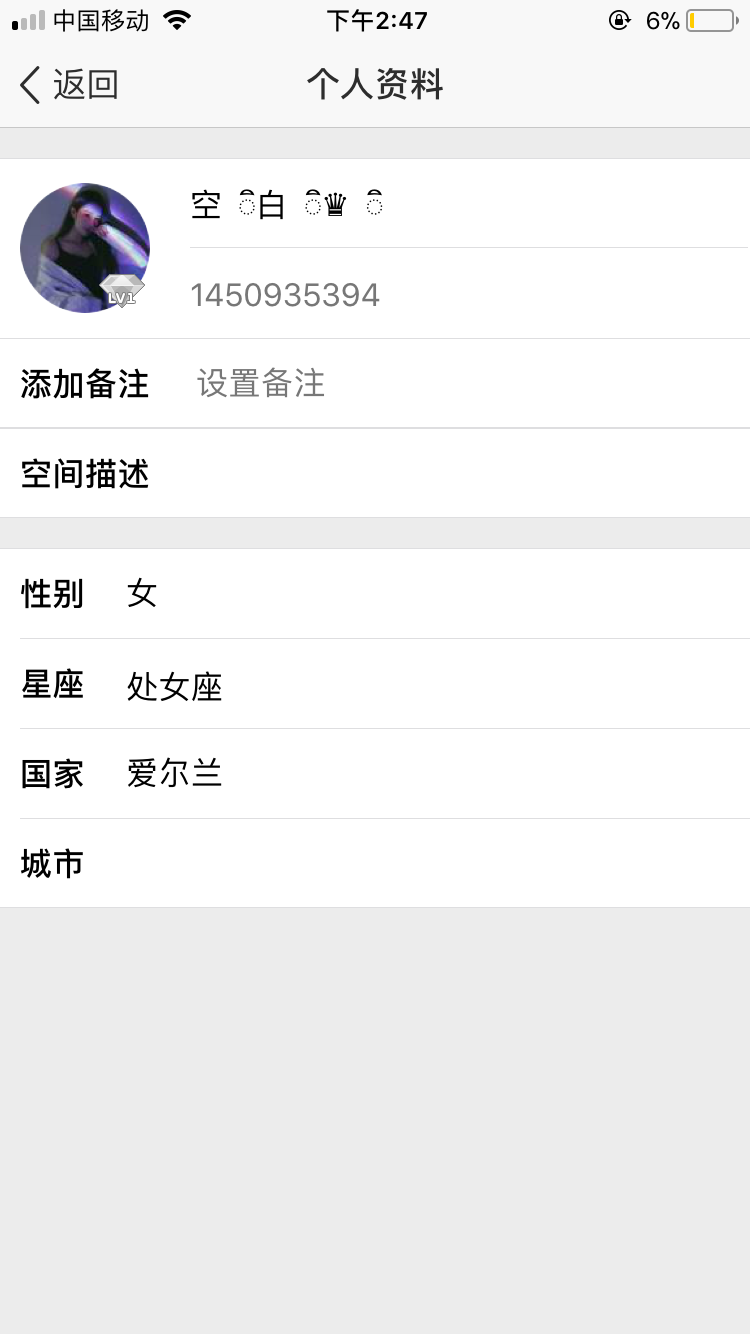 中国移动 下午2:47 6%
返回 个人资料
空 ៊ី白 ៊ី♛ ៊ី
1450935394
LV1
添加备注 设置备注
空间描述
性别 女
星座 处女座
国家 爱尔兰
城市